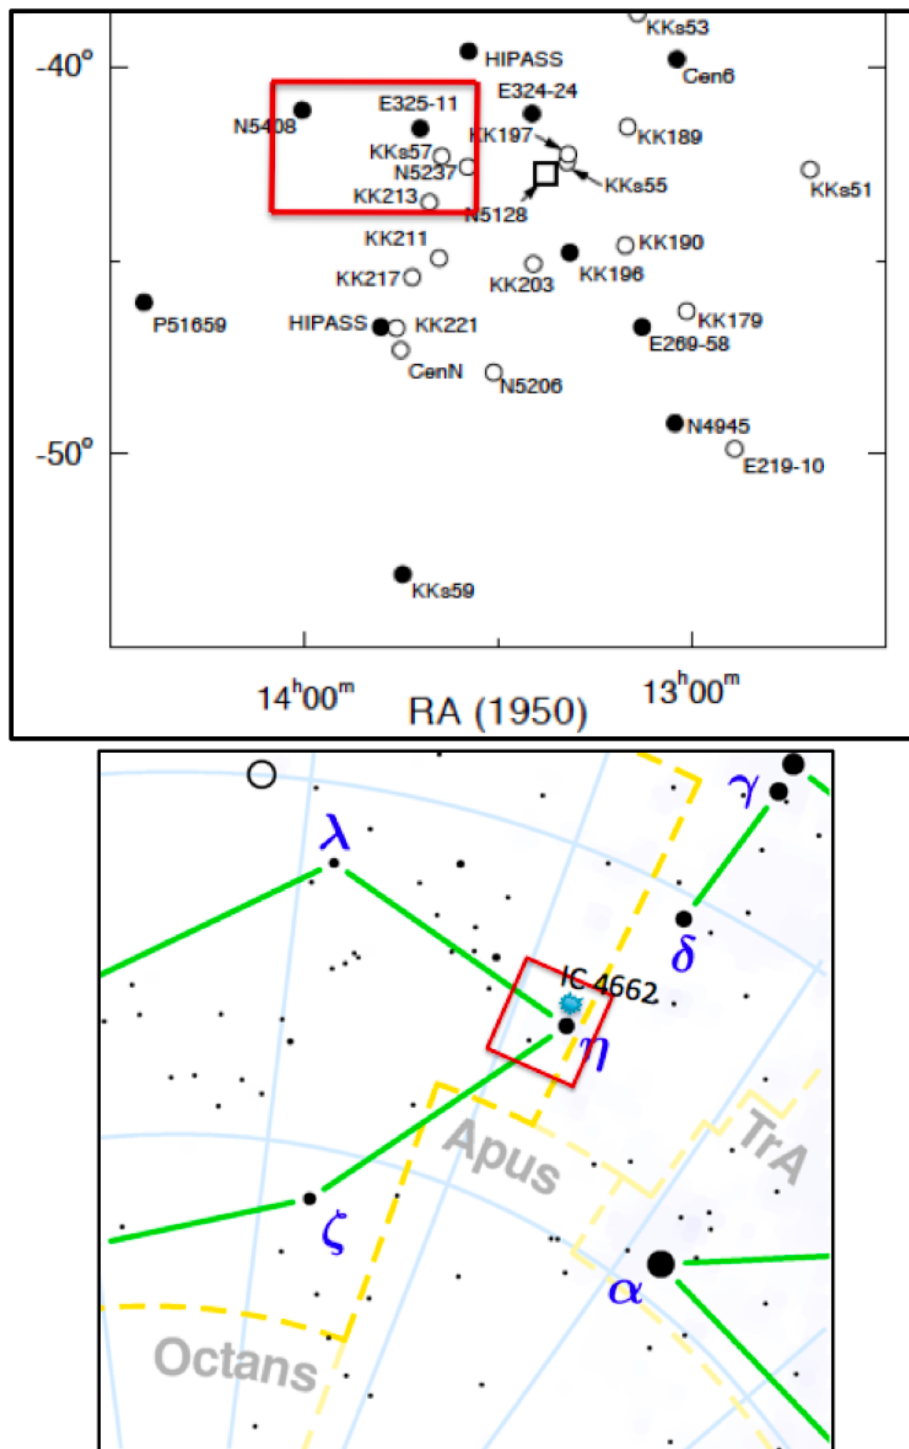 KKs53
-40°
HIPASS
Cen6
E324-24
E325-11
N5408
KK197
KK189
KKs57
N5237
KKs55
KKs51
KK213
N5128
KK211
KK190
KK217
KK203
KK196
P51659
HIPASS
KK221
KK179
E269-58
CenN
N5206
N4945
-50°
E219-10
KKs59
14ʰ00ᵐ
13ʰ00ᵐ
RA (1950)
γ
λ
δ
IC 4662
η
Apus
TrA
ζ
α
Octans